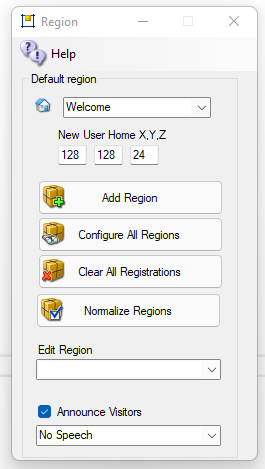 Region
Help
Default region
Welcome
New User Home X,Y,Z
128 128 24
Add Region
Configure All Regions
Clear All Registrations
Normalize Regions
Edit Region
Announce Visitors
No Speech